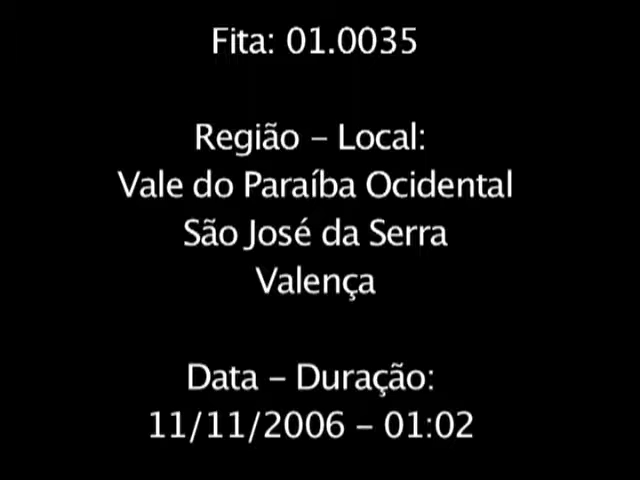 Fita: 01.0035
Região – Local:
Vale do Paraíba Ocidental
São José da Serra
Valença
Data – Duração:
11/11/2006 – 01:02